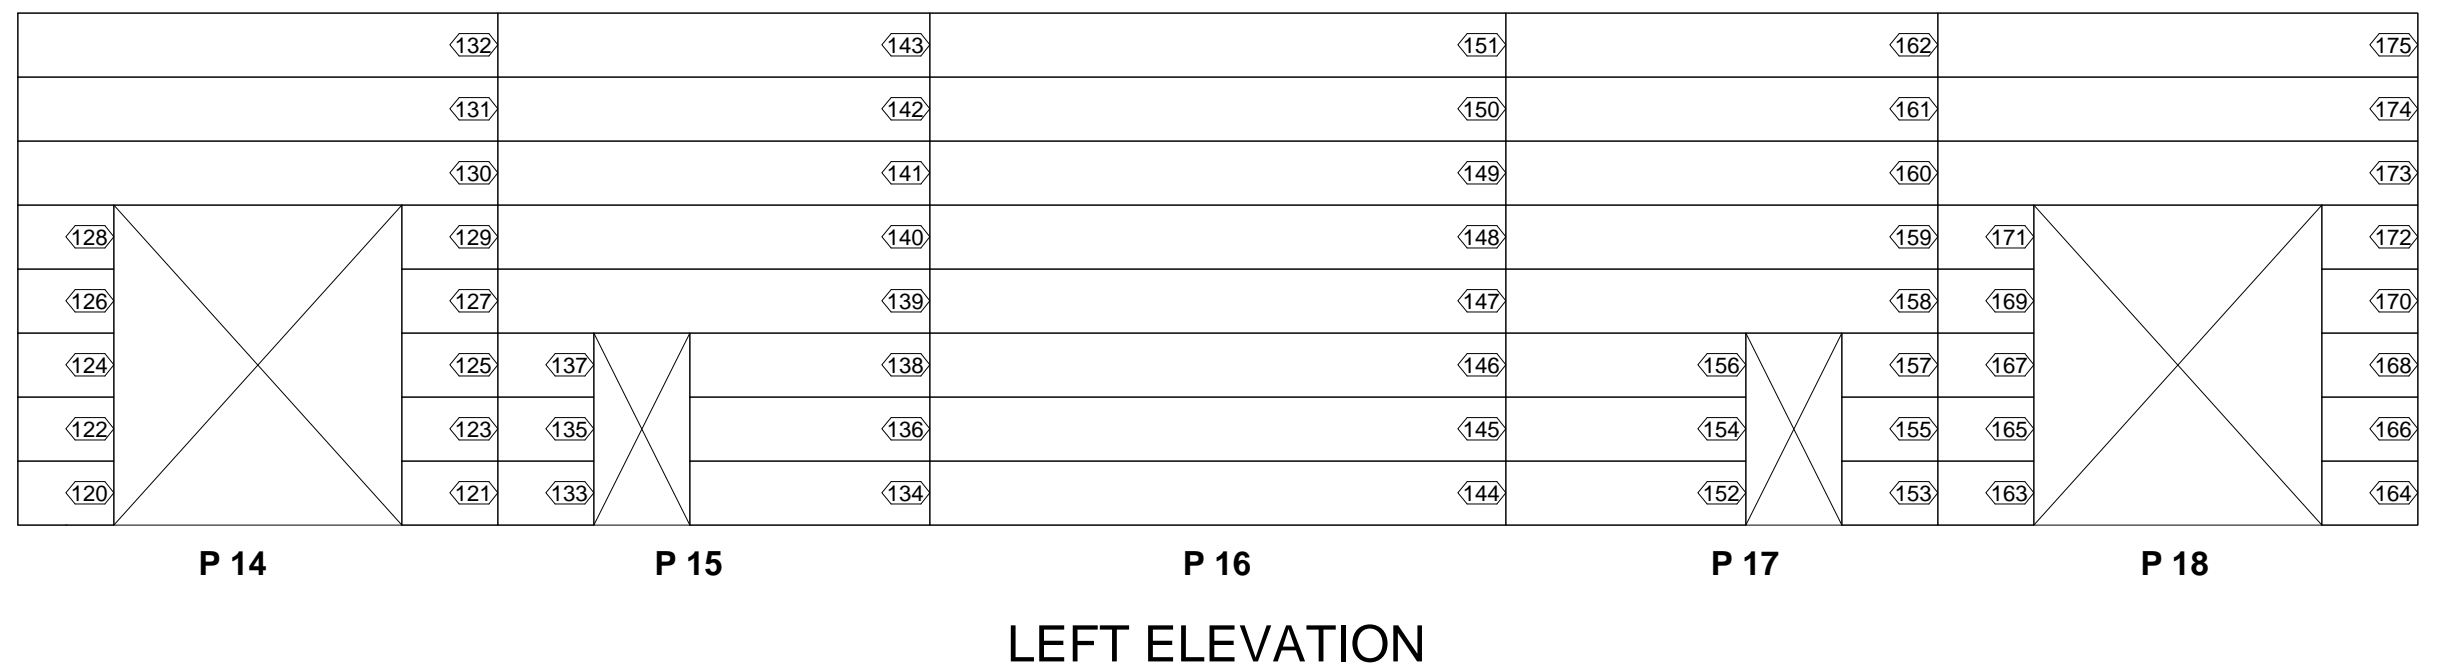 132 143 151 162 175
131 142 150 161 174
130 141 149 160 173
128 129 140 148 159 171 172
126 127 139 147 158 169 170
124 125 137 138 146 156 157 167 168
122 123 135 136 145 154 155 165 166
120 121 133 134 144 152 153 163 164
P 14 P 15 P 16 P 17 P 18
LEFT ELEVATION